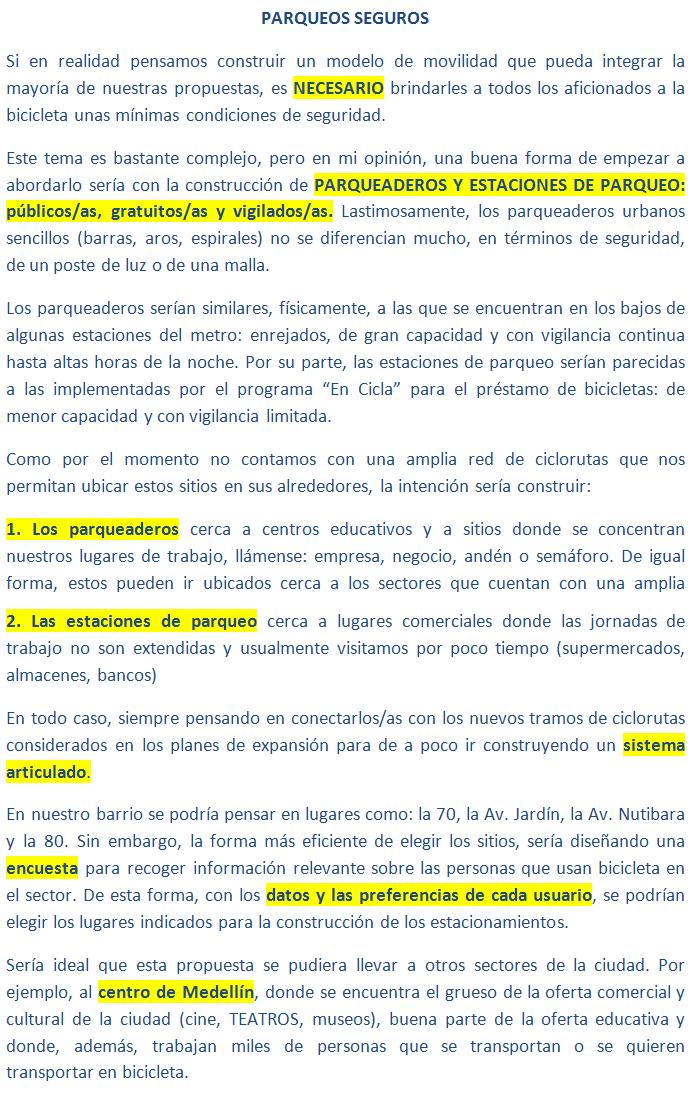 PARQUEOS SEGUROS
Si en realidad pensamos construir un modelo de movilidad que pueda integrar la
mayoría de nuestras propuestas, es NECESARIO brindarles a todos los aficionados a la
bicicleta unas mínimas condiciones de seguridad.
Este tema es bastante complejo, pero en mi opinión, una buena forma de empezar a
abordarlo sería con la construcción de PARQUEADEROS Y ESTACIONES DE PARQUEO:
públicos/as, gratuitos/as y vigilados/as. Lastimosamente, los parqueaderos urbanos
sencillos (barras, aros, espirales) no se diferencian mucho, en términos de seguridad,
de un poste de luz o de una malla.
Los parqueaderos serían similares, físicamente, a las que se encuentran en los bajos de
algunas estaciones del metro: enrejados, de gran capacidad y con vigilancia continua
hasta altas horas de la noche. Por su parte, las estaciones de parqueo serían parecidas
a las implementadas por el programa “En Cicla” para el préstamo de bicicletas: de
menor capacidad y con vigilancia limitada.
Como por el momento no contamos con una amplia red de ciclorutas que nos
permitan ubicar estos sitios en sus alrededores, la intención sería construir:
1. Los parqueaderos cerca a centros educativos y a sitios donde se concentran
nuestros lugares de trabajo, llámense: empresa, negocio, andén o semáforo. De igual
forma, estos pueden ir ubicados cerca a los sectores que cuentan con una amplia
2. Las estaciones de parqueo cerca a lugares comerciales donde las jornadas de
trabajo no son extendidas y usualmente visitamos por poco tiempo (supermercados,
almacenes, bancos)
En todo caso, siempre pensando en conectarlos/as con los nuevos tramos de ciclorutas
considerados en los planes de expansión para de a poco ir construyendo un sistema
articulado.
En nuestro barrio se podría pensar en lugares como: la 70, la Av. Jardín, la Av. Nutibara
y la 80. Sin embargo, la forma más eficiente de elegir los sitios, sería diseñando una
encuesta para recoger información relevante sobre las personas que usan bicicleta en
el sector. De esta forma, con los datos y las preferencias de cada usuario, se podrían
elegir los lugares indicados para la construcción de los estacionamientos.
Sería ideal que esta propuesta se pudiera llevar a otros sectores de la ciudad. Por
ejemplo, al centro de Medellín, donde se encuentra el grueso de la oferta comercial y
cultural de la ciudad (cine, TEATROS, museos), buena parte de la oferta educativa y
donde, además, trabajan miles de personas que se transportan o se quieren
transportar en bicicleta.